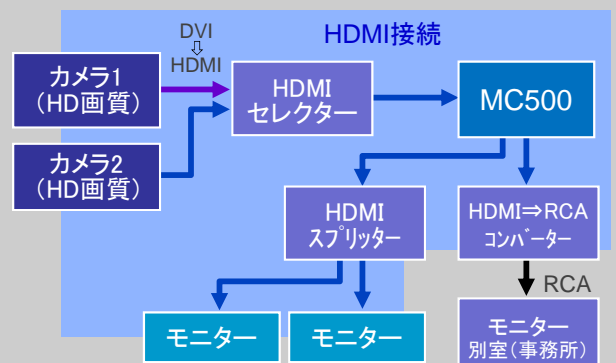 HDMI接続
DVI
⇩
HDMI
カメラ1
(HD画質)
カメラ2
(HD画質)
HDMI
セレクター
MC500
HDMI
スプリッター
HDMI⇒RCA
コンバーター
RCA
モニター
モニター
モニター
別室(事務所)